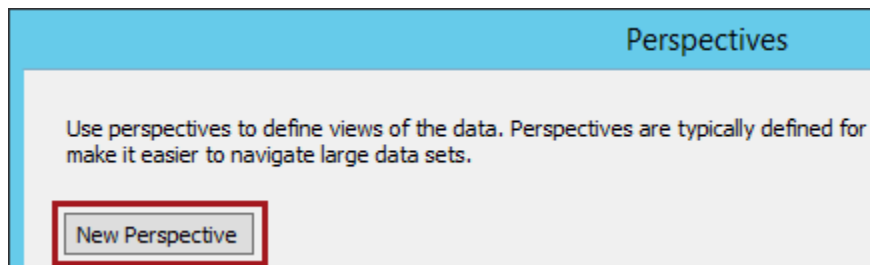 Perspectives
Use perspectives to define views of the data. Perspectives are typically defined for
make it easier to navigate large data sets.
New Perspective